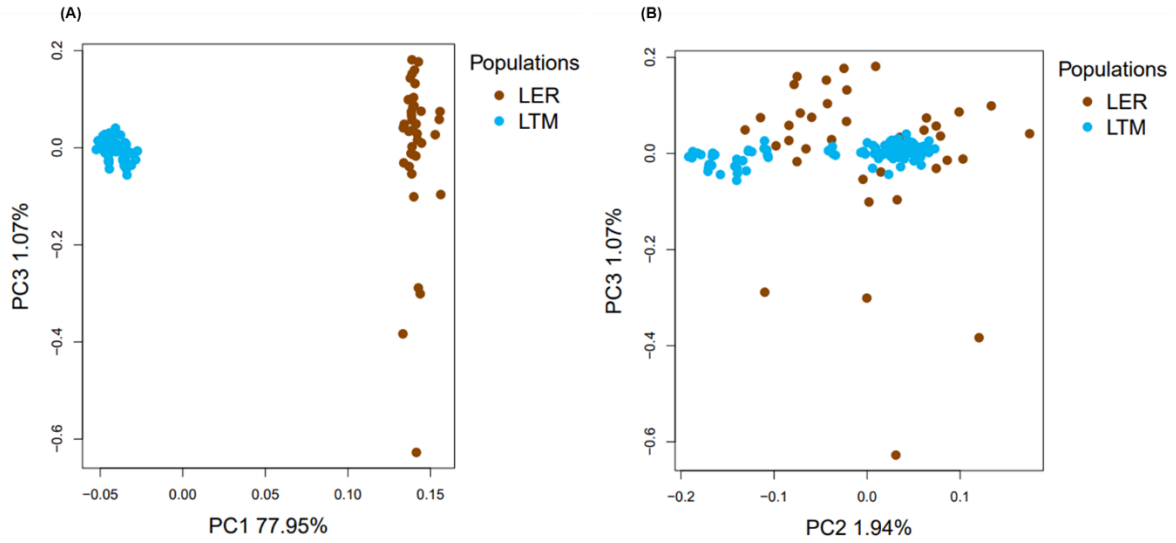 (A)
0.2
0.0
−0.2
−0.4
−0.6
PC3 1.07%
−0.05
0.00
0.05
0.10
0.15
PC1 77.95%
Populations
LER
LTM
(B)
0.2
0.0
−0.2
−0.4
−0.6
PC3 1.07%
−0.2
−0.1
0.0
0.1
PC2 1.94%
Populations
LER
LTM